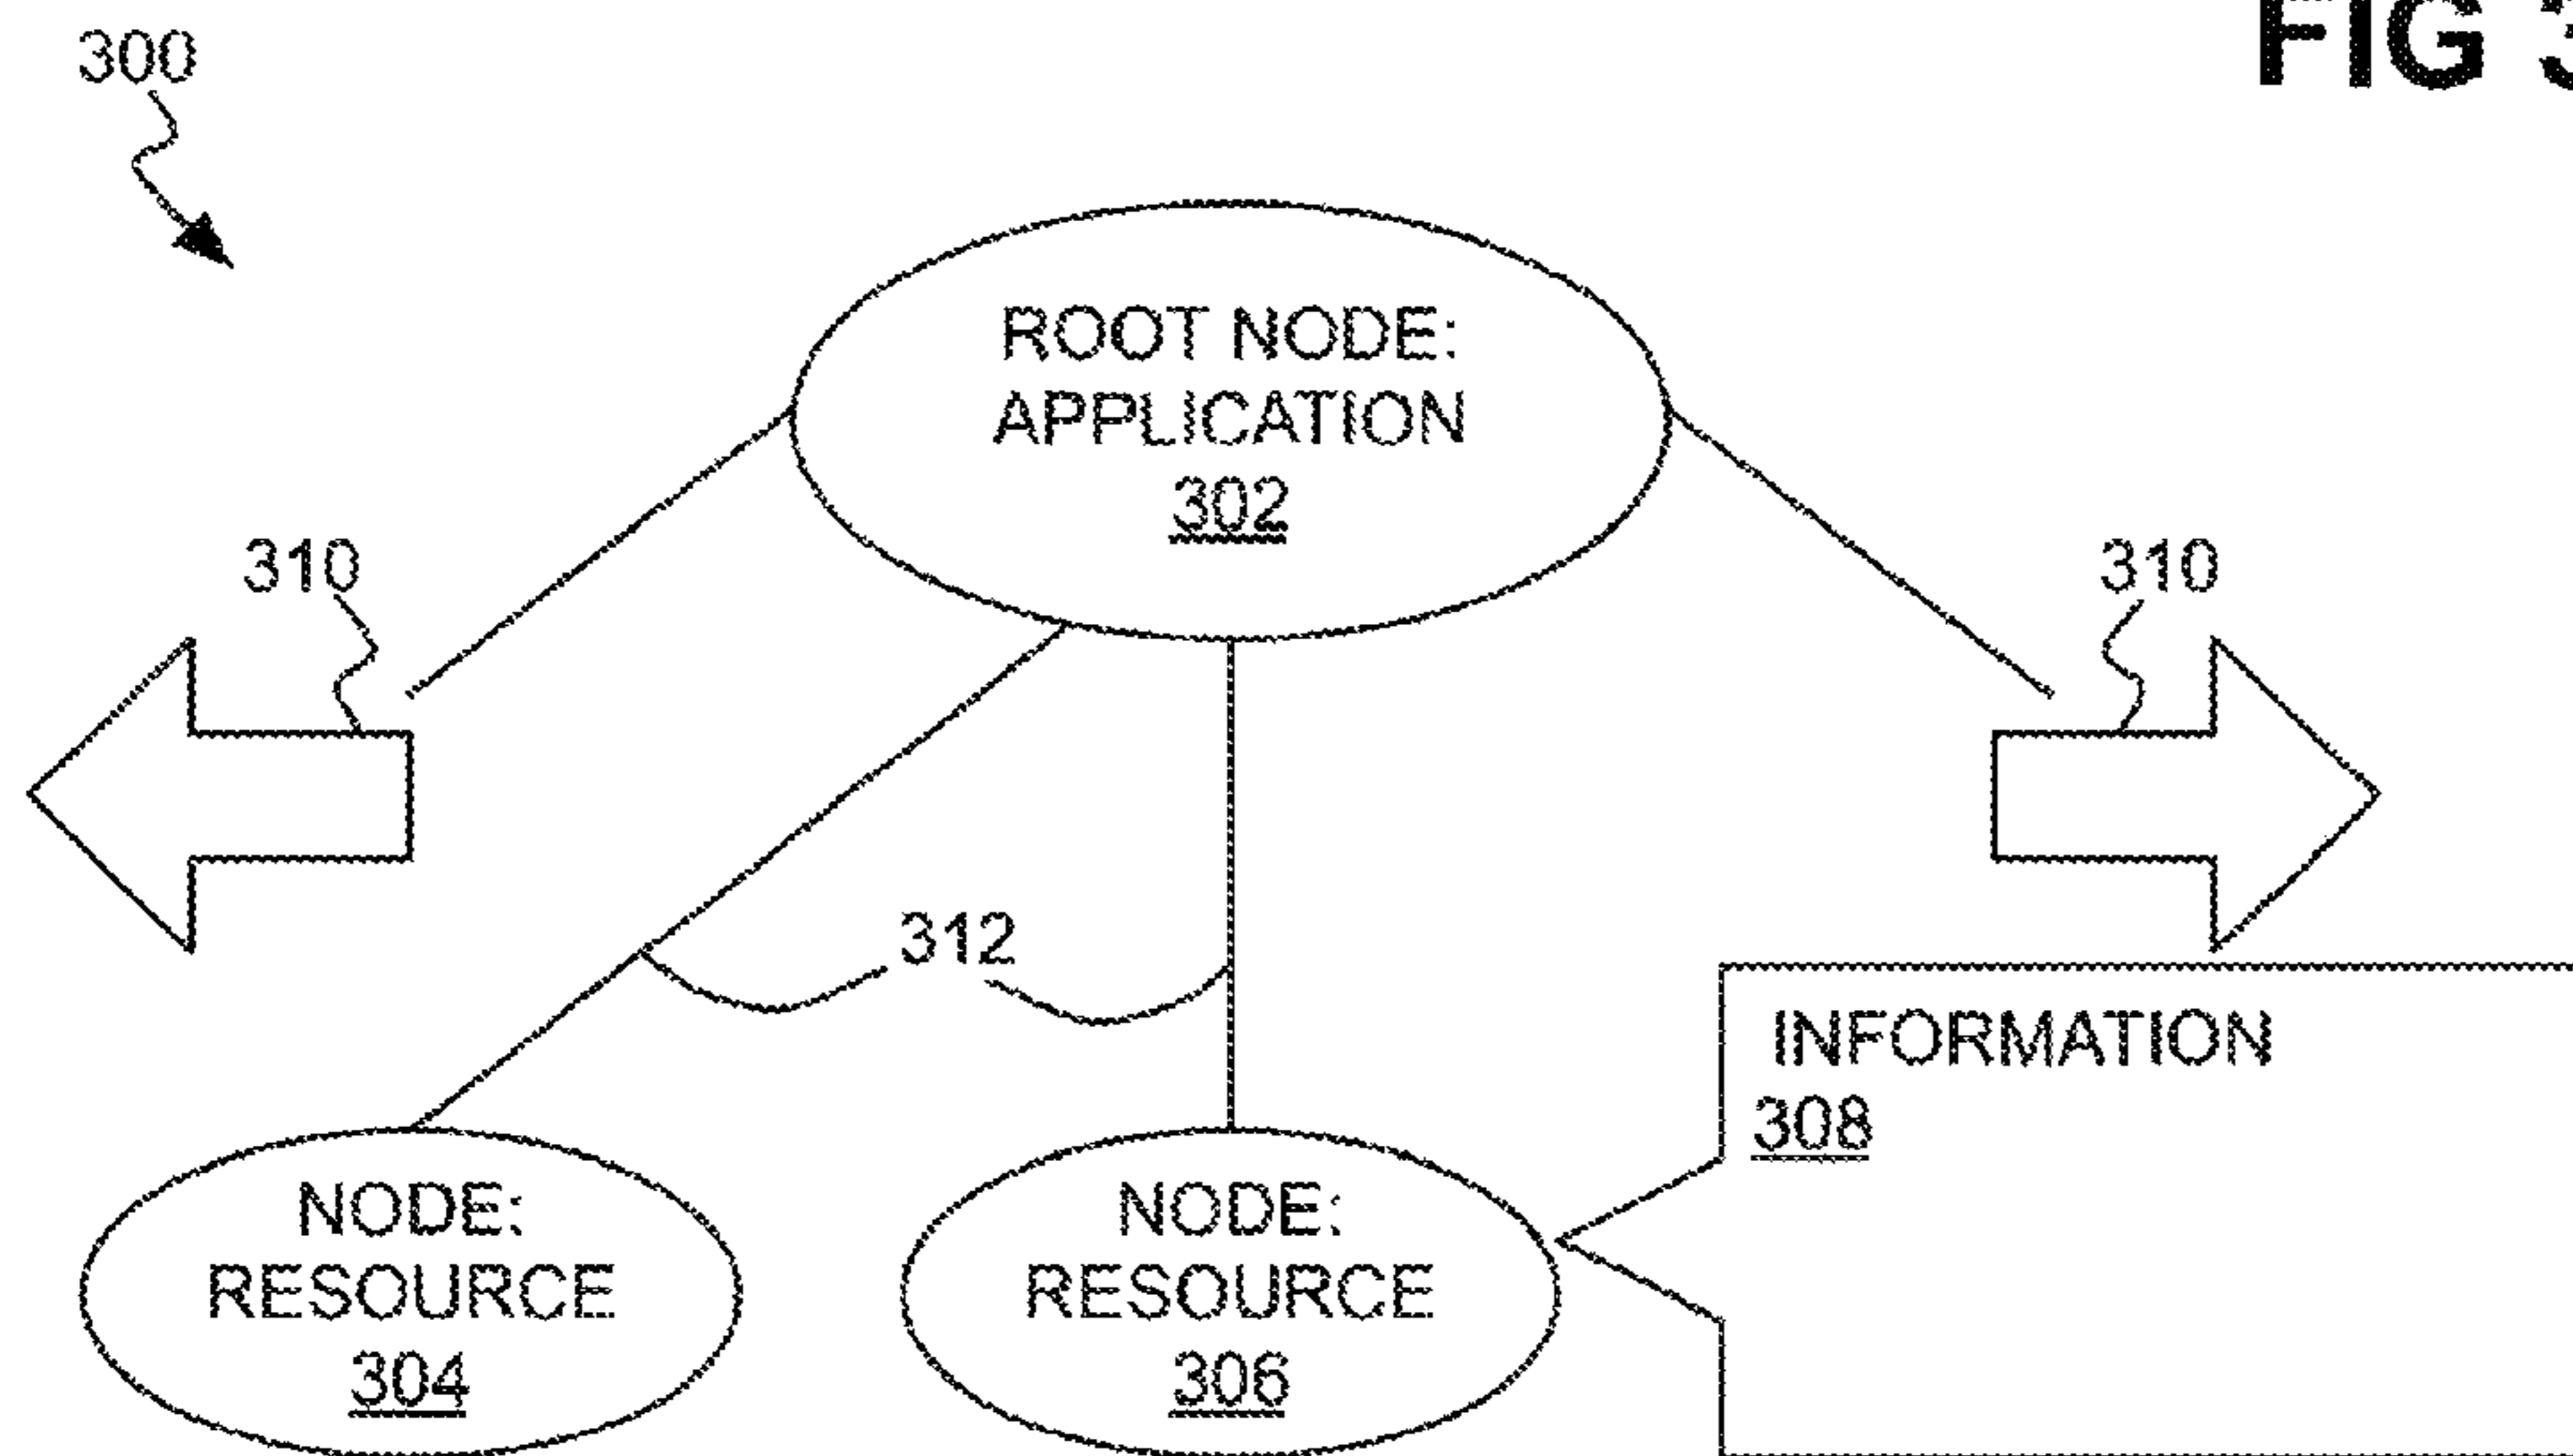 FIG 3
300
ROOT NODE:
APPLICATION
302
310
310
312
INFORMATION
308
NODE:
RESOURCE
304
NODE:
RESOURCE
306